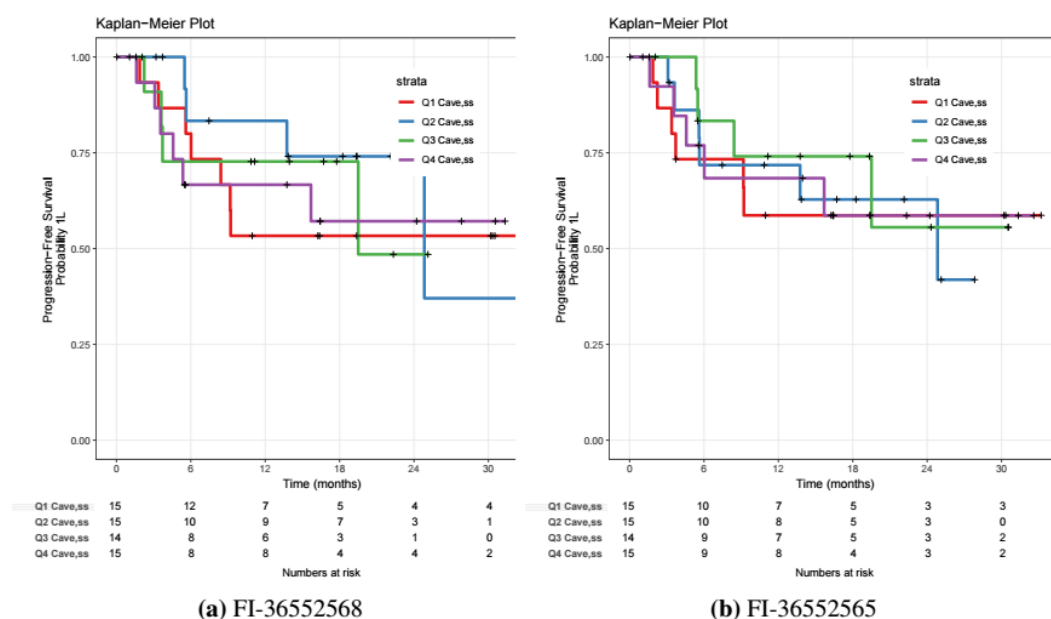 Kaplan−Meier Plot
1.00
0.75
0.50
0.25
0.00
Progression−Free Survival
Probability 1L
strata
Q1 Cave,ss
Q2 Cave,ss
Q3 Cave,ss
Q4 Cave,ss
0 6 12 18 24 30
Time (months)
Q1 Cave,ss 15 12 7 5 4 4
Q2 Cave,ss 15 10 9 7 3 1
Q3 Cave,ss 14 8 6 3 1 0
Q4 Cave,ss 15 8 8 4 4 2
Numbers at risk
(a) FI-36552568
Kaplan−Meier Plot
1.00
0.75
0.50
0.25
0.00
Progression−Free Survival
Probability 1L
strata
Q1 Cave,ss
Q2 Cave,ss
Q3 Cave,ss
Q4 Cave,ss
0 6 12 18 24 30
Time (months)
Q1 Cave,ss 15 10 7 5 3 3
Q2 Cave,ss 15 10 8 5 3 0
Q3 Cave,ss 14 9 7 5 3 2
Q4 Cave,ss 15 9 8 4 3 2
Numbers at risk
(b) FI-36552565